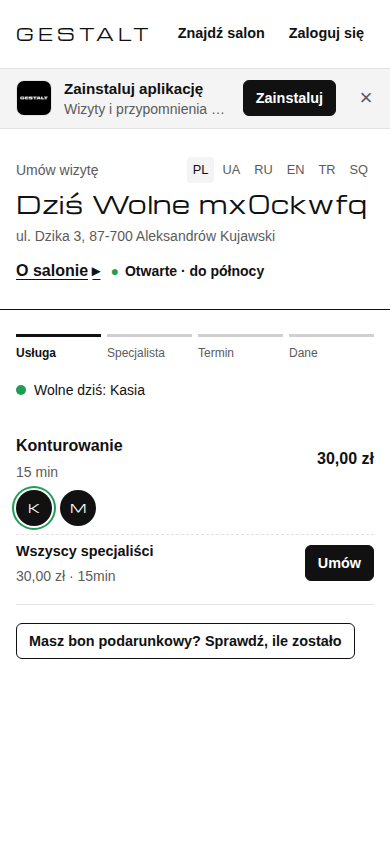 GESTALT Znajdź salon Zaloguj się
GESTALT
Zainstaluj aplikację
Wizyty i przypomnienia …
Zainstaluj
×
Umów wizytę
PL UA RU EN TR SQ
Dziś Wolne mxOckwfq
ul. Dzika 3, 87-700 Aleksandrów Kujawski
O salonie ▸ ● Otwarte · do północy
Usługa Specjalista Termin Dane
Wolne dziś: Kasia
Konturowanie
30,00 zł
15 min
K M
Wszyscy specjaliści
30,00 zł · 15min
Umów
Masz bon podarunkowy? Sprawdź, ile zostało